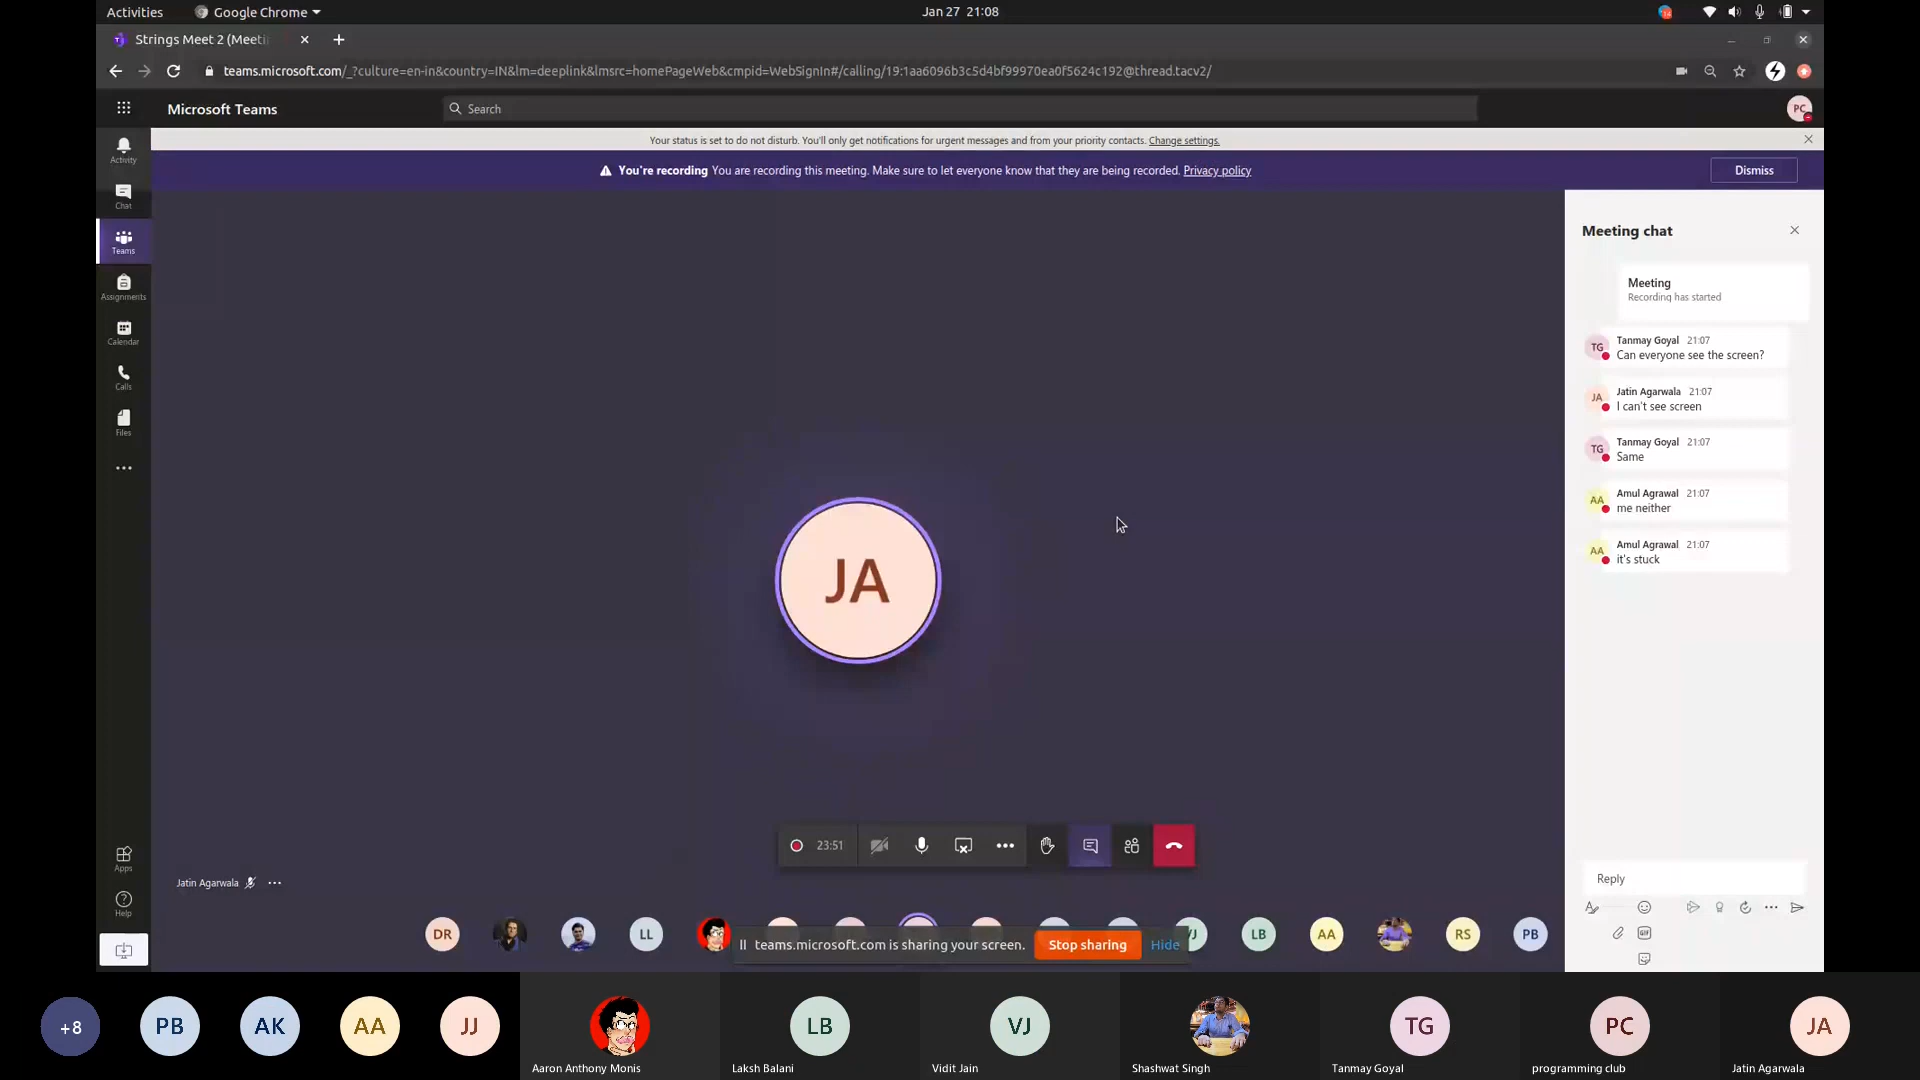 Activities
Google Chrome
Jan 27 21:08
Strings Meet 2 (Meeti
teams.microsoft.com/_?culture=en-in&country=IN&lm=deeplink&lmsrc=homePageWeb&cmpid=WebSignIn#/calling/19:1aa6096b3c5d4bf99970ea0f5624c192@thread.tacv2/
Microsoft Teams
Search
PC
Your status is set to do not disturb. You'll only get notifications for urgent messages and from your priority contacts. Change settings.
You're recording You are recording this meeting. Make sure to let everyone know that they are being recorded. Privacy policy
Dismiss
Activity
Chat
Teams
Assignments
Calendar
Calls
Files
Apps
Help
Meeting chat
Meeting
Recording has started
TG
Tanmay Goyal 21:07
Can everyone see the screen?
JA
Jatin Agarwala 21:07
I can't see screen
TG
Tanmay Goyal 21:07
Same
AA
Amul Agrawal 21:07
me neither
AA
Amul Agrawal 21:07
it's stuck
Reply
GIF
JA
23:51
Jatin Agarwala
DR
LL
VJ
LB
AA
RS
PB
teams.microsoft.com is sharing your screen.
Stop sharing
Hide
+8
PB
AK
AA
JJ
Aaron Anthony Monis
LB
Laksh Balani
VJ
Vidit Jain
Shashwat Singh
TG
Tanmay Goyal
PC
programming club
JA
Jatin Agarwala